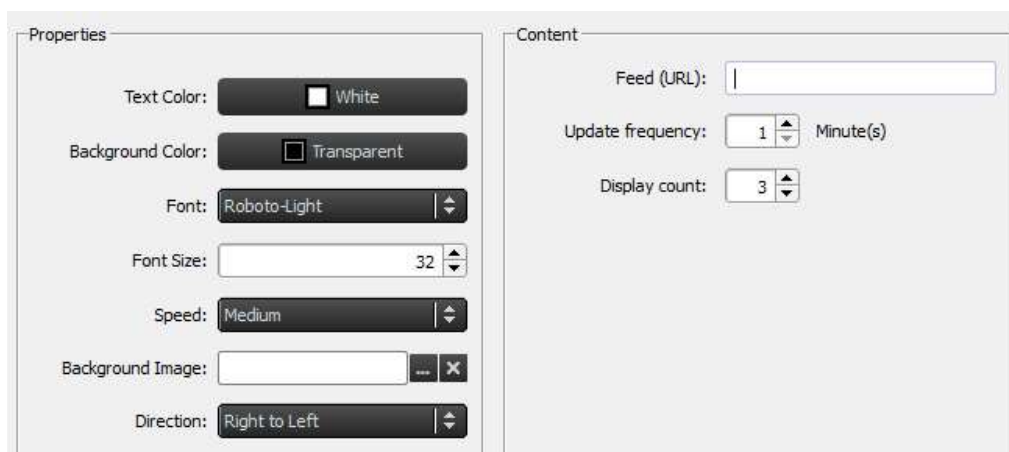 Properties
Text Color: White
Background Color: Transparent
Font: Roboto-Light
Font Size: 32
Speed: Medium
Background Image: ...
Direction: Right to Left
Content
Feed (URL):
Update frequency: 1 Minute(s)
Display count: 3